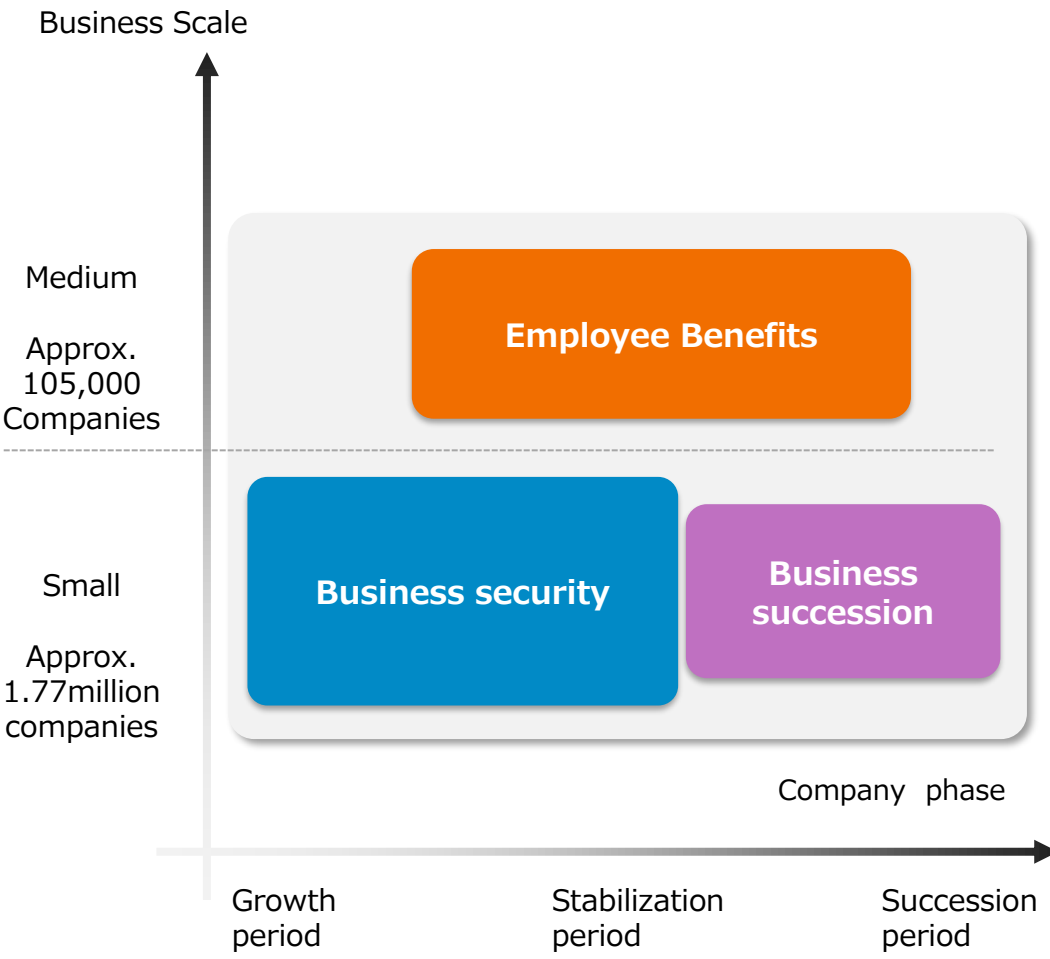 Business Scale
Medium
Approx.
105,000
Companies
Employee Benefits
Small
Approx.
1.77million
companies
Business security
Business
succession
Company phase
Growth
period
Stabilization
period
Succession
period